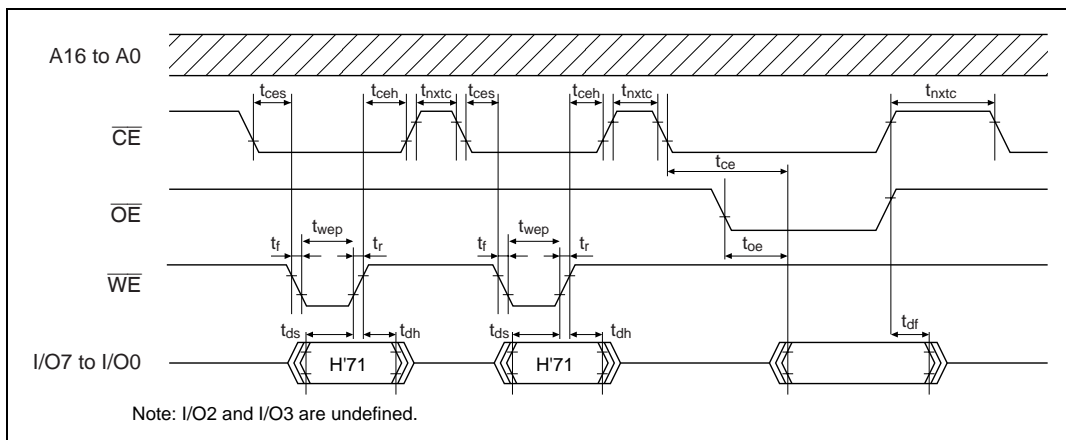 A16 to A0
tces tceh tnxtc tces tceh tnxtc tnxtc
CE
tce
OE
twep twep toe
tf tr tf tr
WE
tds tdh tds tdh tdf
I/O7 to I/O0 H'71 H'71
Note: I/O2 and I/O3 are undefined.